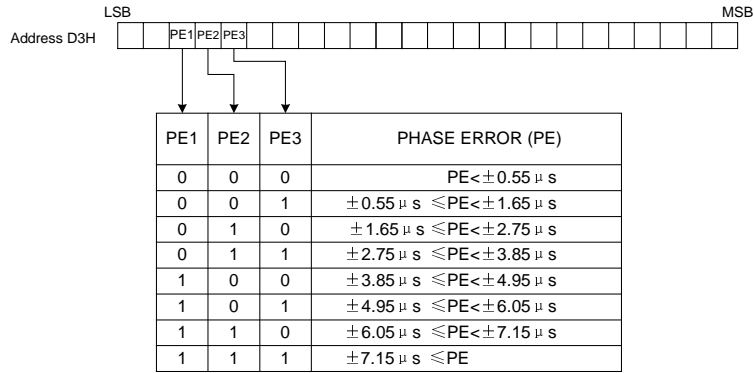 LSB MSB
Address D3H PE1 PE2 PE3
PE1 PE2 PE3 PHASE ERROR (PE)
0 0 0 PE<±0.55μs
0 0 1 ±0.55μs ≤PE<±1.65μs
0 1 0 ±1.65μs ≤PE<±2.75μs
0 1 1 ±2.75μs ≤PE<±3.85μs
1 0 0 ±3.85μs ≤PE<±4.95μs
1 0 1 ±4.95μs ≤PE<±6.05μs
1 1 0 ±6.05μs ≤PE<±7.15μs
1 1 1 ±7.15μs ≤PE